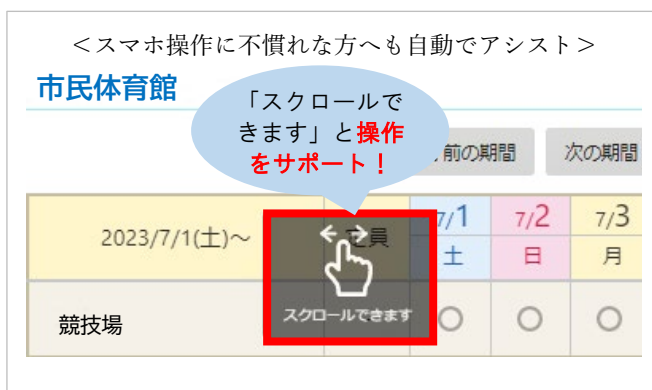 ＜スマホ操作に不慣れな方へも自動でアシスト＞
市民体育館
「スクロールで
きます」と操作
をサポート！
前の期間
次の期間
2023/7/1(土)～
定員
7/1
7/2
7/3
土
日
月
スクロールできます
競技場
○
○
○